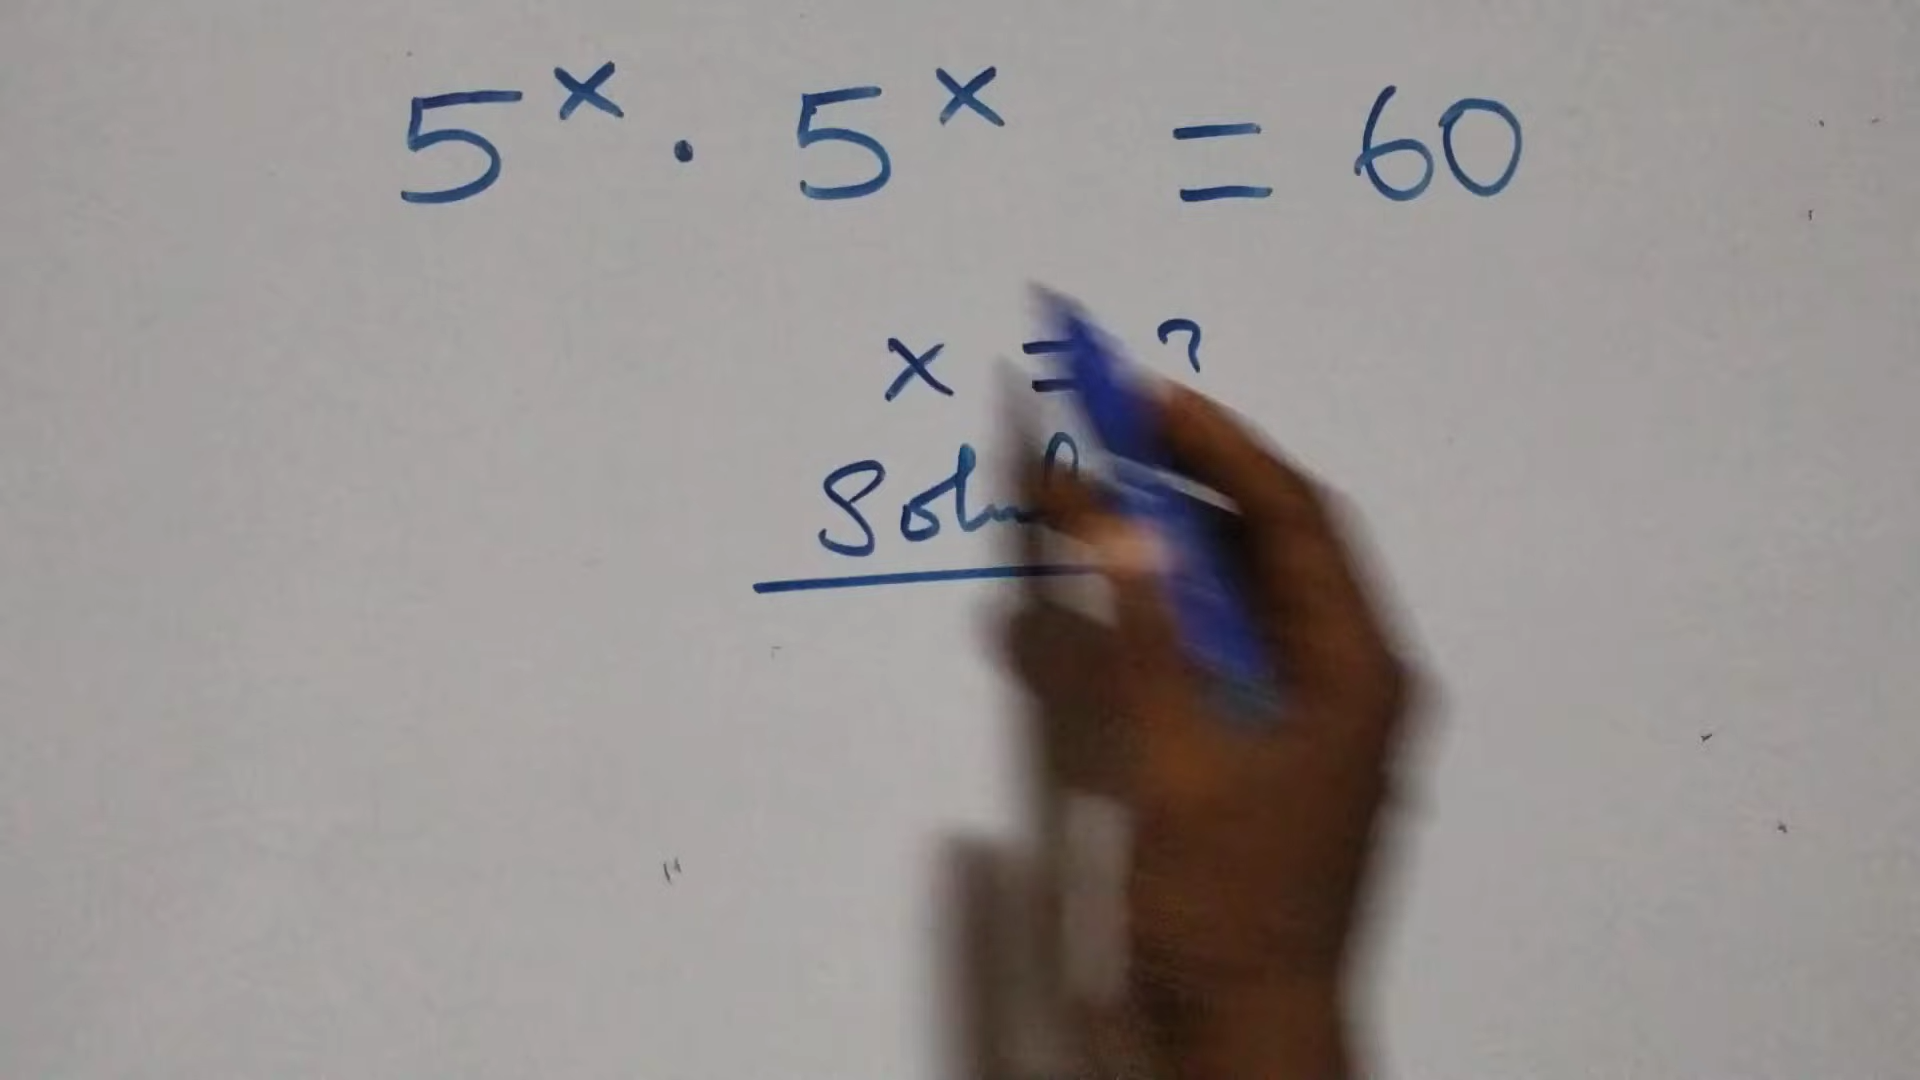 5^x · 5^x = 60
x = ?